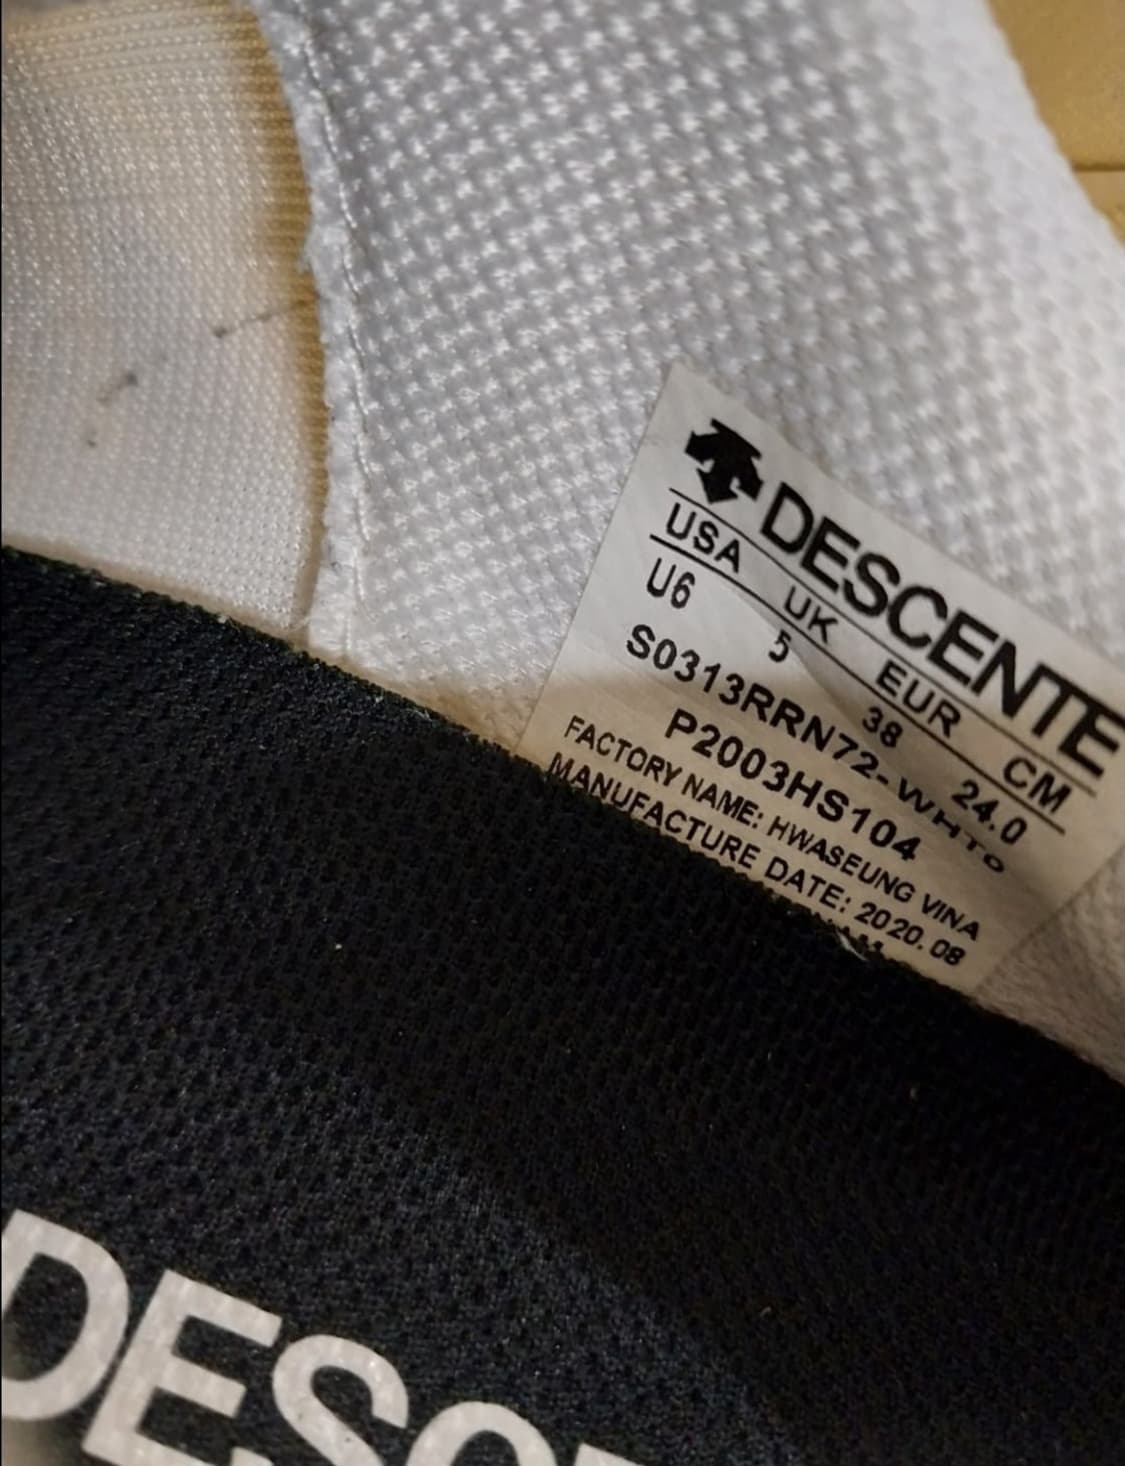 DESCENTE
USA UK EUR CM
U6 5 38 24.0
S0313RRN72-WHT0
P2003HS104
FACTORY NAME: HWASEUNG VINA
MANUFACTURE DATE: 2020. 08
DESCE